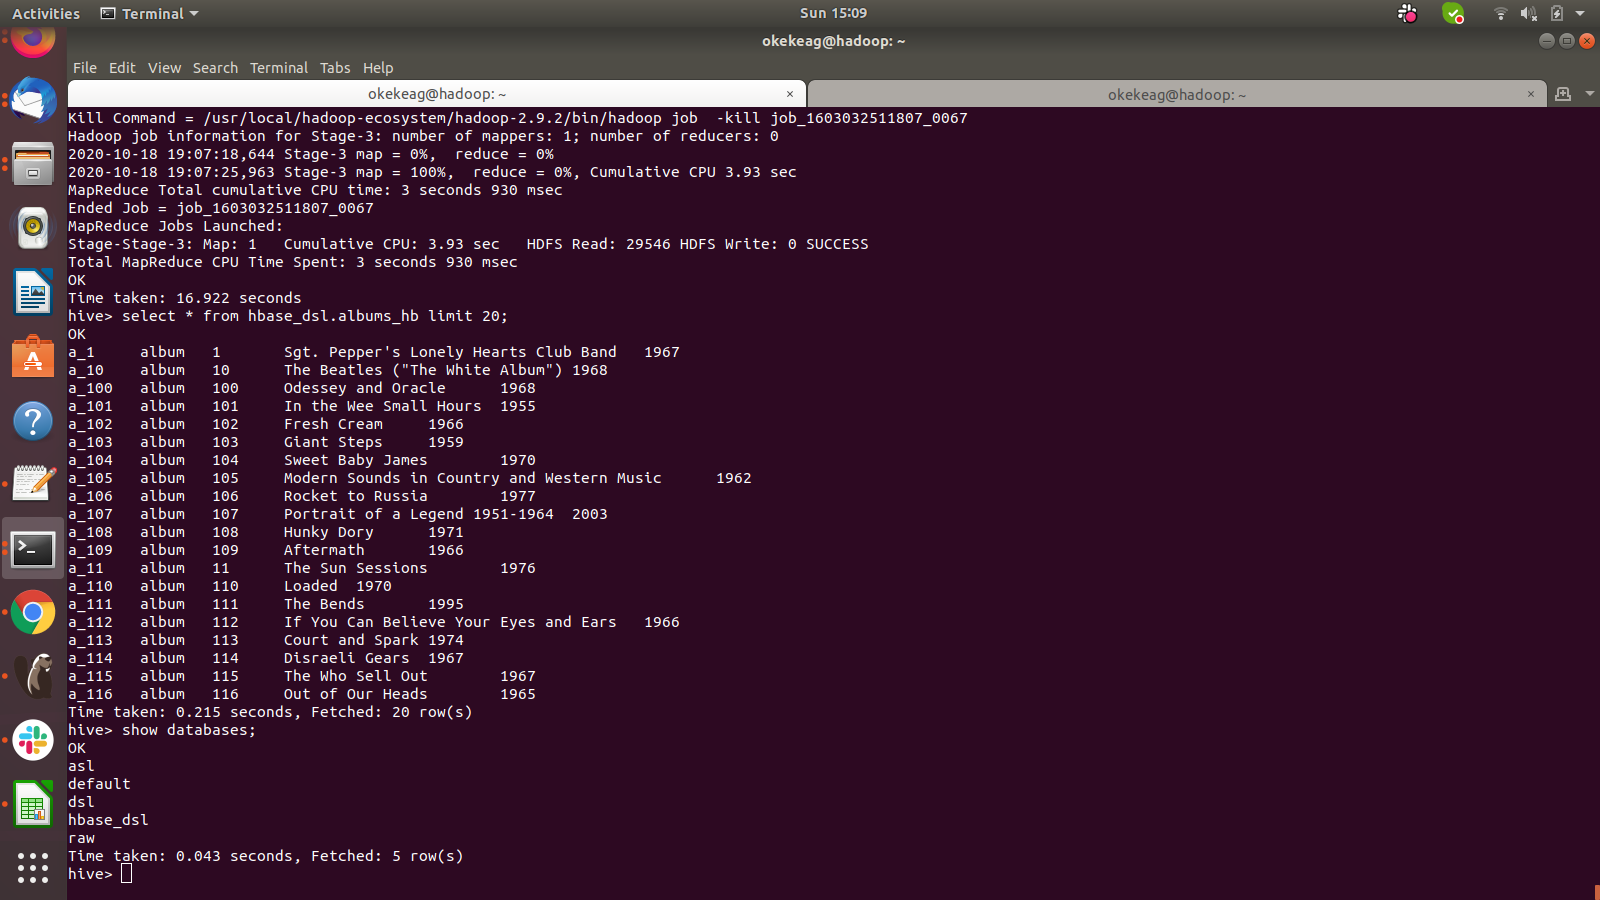 Activities
Terminal
Sun 15:09
okekeag@hadoop: ~
File Edit View Search Terminal Tabs Help
okekeag@hadoop: ~ ×
okekeag@hadoop: ~ ×
Kill Command = /usr/local/hadoop-ecosystem/hadoop-2.9.2/bin/hadoop job  -kill job_1603032511807_0067
Hadoop job information for Stage-3: number of mappers: 1; number of reducers: 0
2020-10-18 19:07:18,644 Stage-3 map = 0%,  reduce = 0%
2020-10-18 19:07:25,963 Stage-3 map = 100%,  reduce = 0%, Cumulative CPU 3.93 sec
MapReduce Total cumulative CPU time: 3 seconds 930 msec
Ended Job = job_1603032511807_0067
MapReduce Jobs Launched:
Stage-Stage-3: Map: 1   Cumulative CPU: 3.93 sec   HDFS Read: 29546 HDFS Write: 0 SUCCESS
Total MapReduce CPU Time Spent: 3 seconds 930 msec
OK
Time taken: 16.922 seconds
hive> select * from hbase_dsl.albums_hb limit 20;
OK
a_1	album	1	Sgt. Pepper's Lonely Hearts Club Band	1967
a_10	album	10	The Beatles ("The White Album")	1968
a_100	album	100	Odessey and Oracle	1968
a_101	album	101	In the Wee Small Hours	1955
a_102	album	102	Fresh Cream	1966
a_103	album	103	Giant Steps	1959
a_104	album	104	Sweet Baby James	1970
a_105	album	105	Modern Sounds in Country and Western Music	1962
a_106	album	106	Rocket to Russia	1977
a_107	album	107	Portrait of a Legend 1951-1964	2003
a_108	album	108	Hunky Dory	1971
a_109	album	109	Aftermath	1966
a_11	album	11	The Sun Sessions	1976
a_110	album	110	Loaded	1970
a_111	album	111	The Bends	1995
a_112	album	112	If You Can Believe Your Eyes and Ears	1966
a_113	album	113	Court and Spark	1974
a_114	album	114	Disraeli Gears	1967
a_115	album	115	The Who Sell Out	1967
a_116	album	116	Out of Our Heads	1965
Time taken: 0.215 seconds, Fetched: 20 row(s)
hive> show databases;
OK
asl
default
dsl
hbase_dsl
raw
Time taken: 0.043 seconds, Fetched: 5 row(s)
hive>